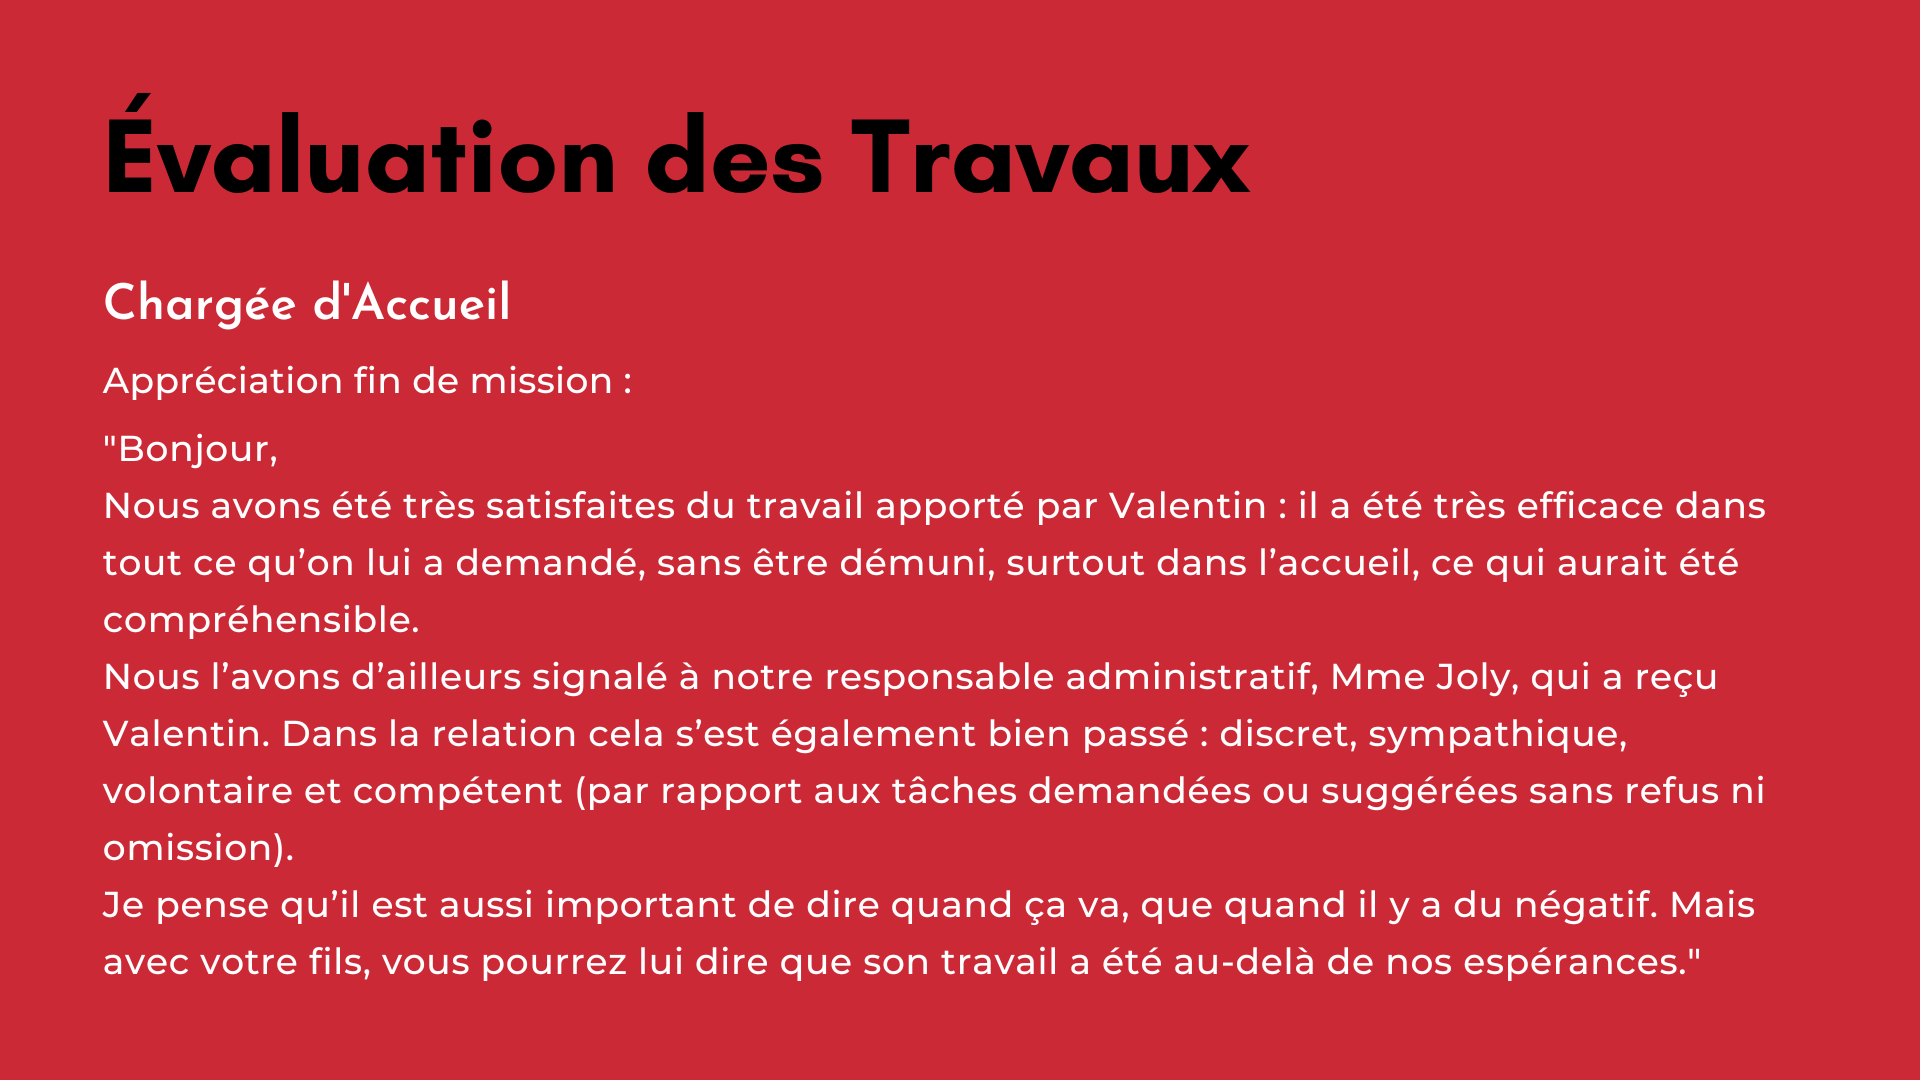 Évaluation des Travaux
Chargée d'Accueil
Appréciation fin de mission :
"Bonjour,
Nous avons été très satisfaites du travail apporté par Valentin : il a été très efficace dans
tout ce qu’on lui a demandé, sans être démuni, surtout dans l’accueil, ce qui aurait été
compréhensible.
Nous l’avons d’ailleurs signalé à notre responsable administratif, Mme Joly, qui a reçu
Valentin. Dans la relation cela s’est également bien passé : discret, sympathique,
volontaire et compétent (par rapport aux tâches demandées ou suggérées sans refus ni
omission).
Je pense qu’il est aussi important de dire quand ça va, que quand il y a du négatif. Mais
avec votre fils, vous pourrez lui dire que son travail a été au-delà de nos espérances."